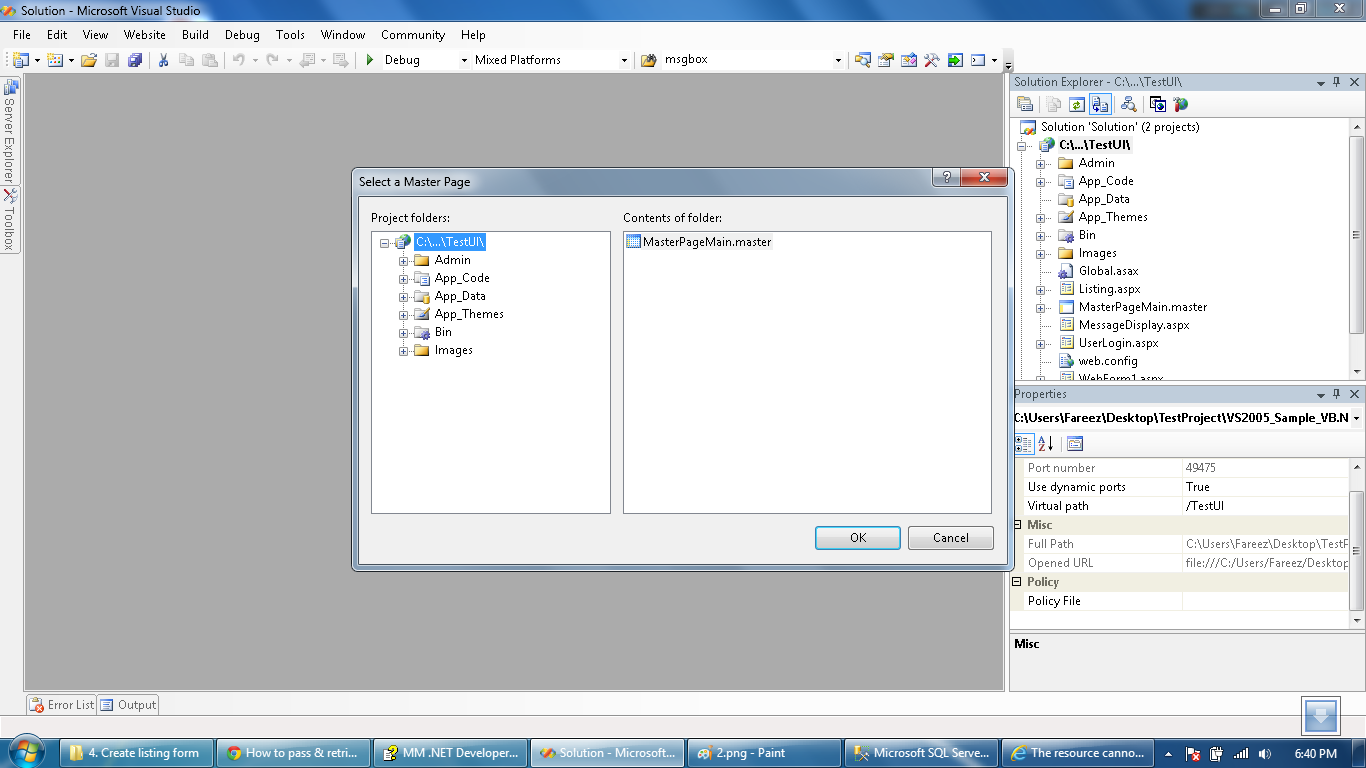 Solution - Microsoft Visual Studio
File Edit View Website Build Debug Tools Window Community Help
Debug Mixed Platforms msgbox
Server Explorer
Toolbox
Solution Explorer - C:\...\TestUI\
Solution 'Solution' (2 projects)
C:\...\TestUI\
Admin
App_Code
App_Data
App_Themes
Bin
Images
Global.asax
Listing.aspx
MasterPageMain.master
MessageDisplay.aspx
UserLogin.aspx
web.config
WebForm1.aspx
Select a Master Page
Project folders:
C:\...\TestUI\
Admin
App_Code
App_Data
App_Themes
Bin
Images
Contents of folder:
MasterPageMain.master
OK Cancel
Properties
C:\Users\Fareez\Desktop\TestProject\VS2005_Sample_VB.N
Port number 49475
Use dynamic ports True
Virtual path /TestUI
Misc
Full Path C:\Users\Fareez\Desktop\TestP
Opened URL file:///C:/Users/Fareez/Desktop
Policy
Policy File
Misc
Error List Output
4. Create listing form How to pass & retri... MM .NET Developer... Solution - Microsoft... 2.png - Paint Microsoft SQL Serve... The resource canno... 6:40 PM